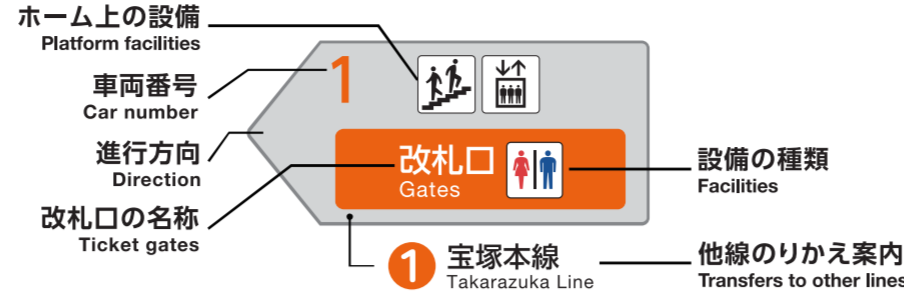 ホーム上の設備
Platform facilities
車両番号
Car number
進行方向
Direction
改札口の名称
Ticket gates
1
改札口
Gates
設備の種類
Facilities
1 宝塚本線
Takarazuka Line
他線のりかえ案内
Transfers to other lines